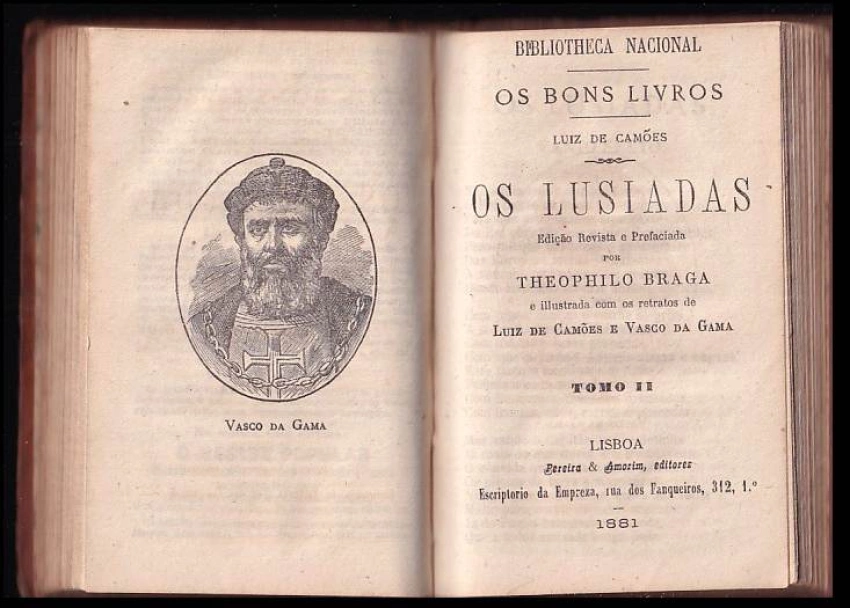 VASCO DA GAMA
BIBLIOTHECA NACIONAL
OS BONS LIVROS
LUIZ DE CAMÕES
OS LUSIADAS
Edição Revista e Prefaciada
POR
THEOPHILO BRAGA
e illustrada com os retratos de
LUIZ DE CAMÕES E VASCO DA GAMA
TOMO II
LISBOA
Pereira & Amorim, editores
Escriptorio da Empreza, rua dos Fanqueiros, 312, 1.º
1881